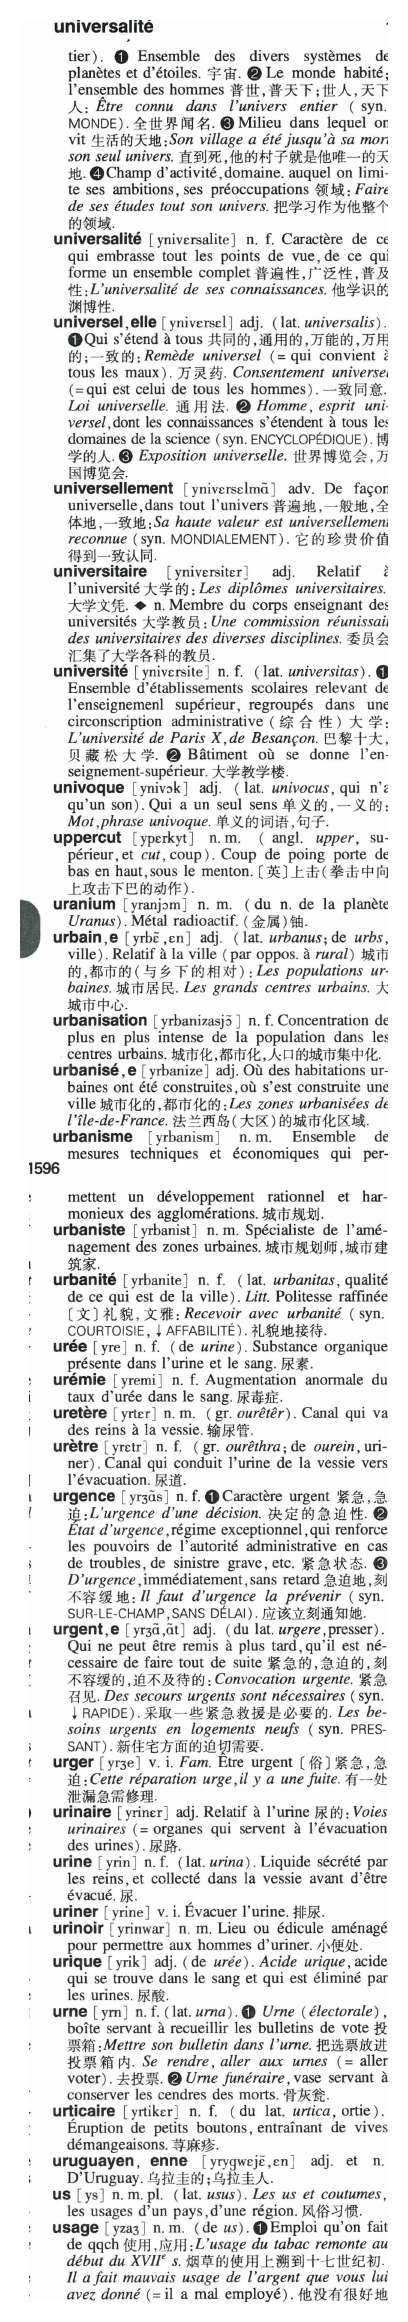 universalité
tier). ❶ Ensemble des divers systèmes de
planètes et d'étoiles. 宇宙. ❷ Le monde habité;
l'ensemble des hommes 普世,普天下;世人,天下
人: Être connu dans l'univers entier ( syn.
MONDE). 全世界闻名. ❸ Milieu dans lequel on
vit 生活的天地:Son village a été jusqu'à sa mort
son seul univers. 直到死,他的村子就是他唯一的天
地. ❹ Champ d'activité,domaine. auquel on limi-
te ses ambitions, ses préoccupations 领域: Faire
de ses études tout son univers. 把学习作为他整个
的领域.
universalité [yniversalite] n. f. Caractère de ce
qui embrasse tout les points de vue, de ce qui
forme un ensemble complet 普遍性,广泛性,普及
性:L'universalité de ses connaissances. 他学识的
渊博性.
universel,elle [yniversɛl] adj. (lat. universalis).
❶Qui s'étend à tous 共同的,通用的,万能的,万用
的;一致的: Remède universel (= qui convient à
tous les maux). 万灵药. Consentement universel
(=qui est celui de tous les hommes). 一致同意.
Loi universelle. 通用法. ❷ Homme, esprit uni-
versel,dont les connaissances s'étendent à tous les
domaines de la science (syn. ENCYCLOPÉDIQUE). 博
学的人. ❸ Exposition universelle. 世界博览会,万
国博览会.
universellement [yniversɛlmɑ̃] adv. De façon
universelle,dans tout l'univers 普遍地,一般地,全
体地,一致地:Sa haute valeur est universellement
reconnue (syn. MONDIALEMENT). 它的珍贵价值
得到一致认同.
universitaire [yniversitɛr] adj. Relatif à
l'université 大学的: Les diplômes universitaires.
大学文凭. ◆ n. Membre du corps enseignant des
universités 大学教员: Une commission réunissait
des universitaires des diverses disciplines. 委员会
汇集了大学各科的教员.
université [yniversite] n. f. (lat. universitas). ❶
Ensemble d'établissements scolaires relevant de
l'enseignemenl supérieur, regroupés dans une
circonscription administrative (综合性)大学:
L'université de Paris X,de Besançon. 巴黎十大,
贝藏松大学. ❷ Bâtiment où se donne l'en-
seignement-supérieur. 大学教学楼.
univoque [ynivɔk] adj. (lat. univocus, qui n'a
qu'un son). Qui a un seul sens 单义的,一义的:
Mot,phrase univoque. 单义的词语,句子.
uppercut [yperkyt] n. m. ( angl. upper, su-
périeur, et cut, coup). Coup de poing porte de
bas en haut,sous le menton. [英]上击(拳击中向
上攻击下巴的动作).
uranium [yranjɔm] n. m. (du n. de la planète
Uranus). Métal radioactif. (金属)铀.
urbain,e [yrbɛ̃,ɛn] adj. (lat. urbanus; de urbs,
ville). Relatif à la ville (par oppos. à rural) 城市
的,都市的(与乡下的相对): Les populations ur-
baines. 城市居民. Les grands centres urbains. 大
城市中心.
urbanisation [yrbanizasjɔ̃] n. f. Concentration de
plus en plus intense de la population dans les
centres urbains. 城市化,都市化,人口的城市集中化.
urbanisé,e [yrbanize] adj. Où des habitations ur-
baines ont été construites,où s'est construite une
ville 城市化的,都市化的:Les zones urbanisées de
l'île-de-France. 法兰西岛(大区)的城市化区域.
urbanisme [yrbanism] n. m. Ensemble de
mesures techniques et économiques qui per-
1596
mettent un développement rationnel et har-
monieux des agglomérations. 城市规划.
urbaniste [yrbanist] n. m. Spécialiste de l'amé-
nagement des zones urbaines. 城市规划师,城市建
筑家.
urbanité [yrbanite] n. f. (lat. urbanitas, qualité
de ce qui est de la ville). Litt. Politesse raffinée
[文]礼貌,文雅: Recevoir avec urbanité ( syn.
COURTOISIE, ↓ AFFABILITÉ). 礼貌地接待.
urée [yre] n. f. (de urine). Substance organique
présente dans l'urine et le sang. 尿素.
urémie [yremi] n. f. Augmentation anormale du
taux d'urée dans le sang. 尿毒症.
uretère [yrtɛr] n. m. (gr. ourêtêr). Canal qui va
des reins à la vessie. 输尿管.
urètre [yrɛtr] n. f. (gr. ourêthra; de ourein, uri-
ner). Canal qui conduit l'urine de la vessie vers
l'évacuation. 尿道.
urgence [yrʒɑ̃s] n. f. ❶ Caractère urgent 紧急,急
迫:L'urgence d'une décision. 决定的急迫性. ❷
État d'urgence,régime exceptionnel,qui renforce
les pouvoirs de l'autorité administrative en cas
de troubles, de sinistre grave, etc. 紧急状态. ❸
D'urgence,immédiatement,sans retard 急迫地,刻
不容缓地: Il faut d'urgence la prévenir (syn.
SUR-LE-CHAMP,SANS DÉLAI). 应该立刻通知她.
urgent,e [yrʒɑ̃,ɑ̃t] adj. (du lat. urgere,presser).
Qui ne peut être remis à plus tard,qu'il est né-
cessaire de faire tout de suite 紧急的,急迫的,刻
不容缓的,迫不及待的: Convocation urgente. 紧急
召见. Des secours urgents sont nécessaires (syn.
↓ RAPIDE). 采取一些紧急救援是必要的. Les be-
soins urgents en logements neufs ( syn. PRES-
SANT). 新住宅方面的迫切需要.
urger [yrʒe] v. i. Fam. Être urgent [俗]紧急,急
迫:Cette réparation urge,il y a une fuite. 有一处
泄漏急需修理.
urinaire [yrinɛr] adj. Relatif à l'urine 尿的: Voies
urinaires (= organes qui servent à l'évacuation
des urines). 尿路.
urine [yrin] n. f. (lat. urina). Liquide sécrété par
les reins, et collecté dans la vessie avant d'être
évacué. 尿.
uriner [yrine] v. i. Évacuer l'urine. 排尿.
urinoir [yrinwar] n. m. Lieu ou édicule aménagé
pour permettre aux hommes d'uriner. 小便处.
urique [yrik] adj. (de urée). Acide urique, acide
qui se trouve dans le sang et qui est éliminé par
les urines. 尿酸.
urne [yrn] n. f. (lat. urna). ❶ Urne (électorale),
boîte servant à recueillir les bulletins de vote 投
票箱:Mettre son bulletin dans l'urne. 把选票放进
投票箱内. Se rendre, aller aux urnes (= aller
voter). 去投票. ❷ Urne funéraire, vase servant à
conserver les cendres des morts. 骨灰瓮.
urticaire [yrtikɛr] n. f. (du lat. urtica, ortie).
Éruption de petits boutons, entraînant de vives
démangeaisons. 荨麻疹.
uruguayen, enne [yryɡwɛjɛ̃,ɛn] adj. et n.
D'Uruguay. 乌拉圭的;乌拉圭人.
us [ys] n. m. pl. (lat. usus). Les us et coutumes,
les usages d'un pays,d'une région. 风俗习惯.
usage [yzaʒ] n. m. (de us). ❶Emploi qu'on fait
de qqch 使用,应用:L'usage du tabac remonte au
début du XVIIe s. 烟草的使用上溯到十七世纪初.
Il a fait mauvais usage de l'argent que vous lui
avez donné (=il a mal employé). 他没有很好地